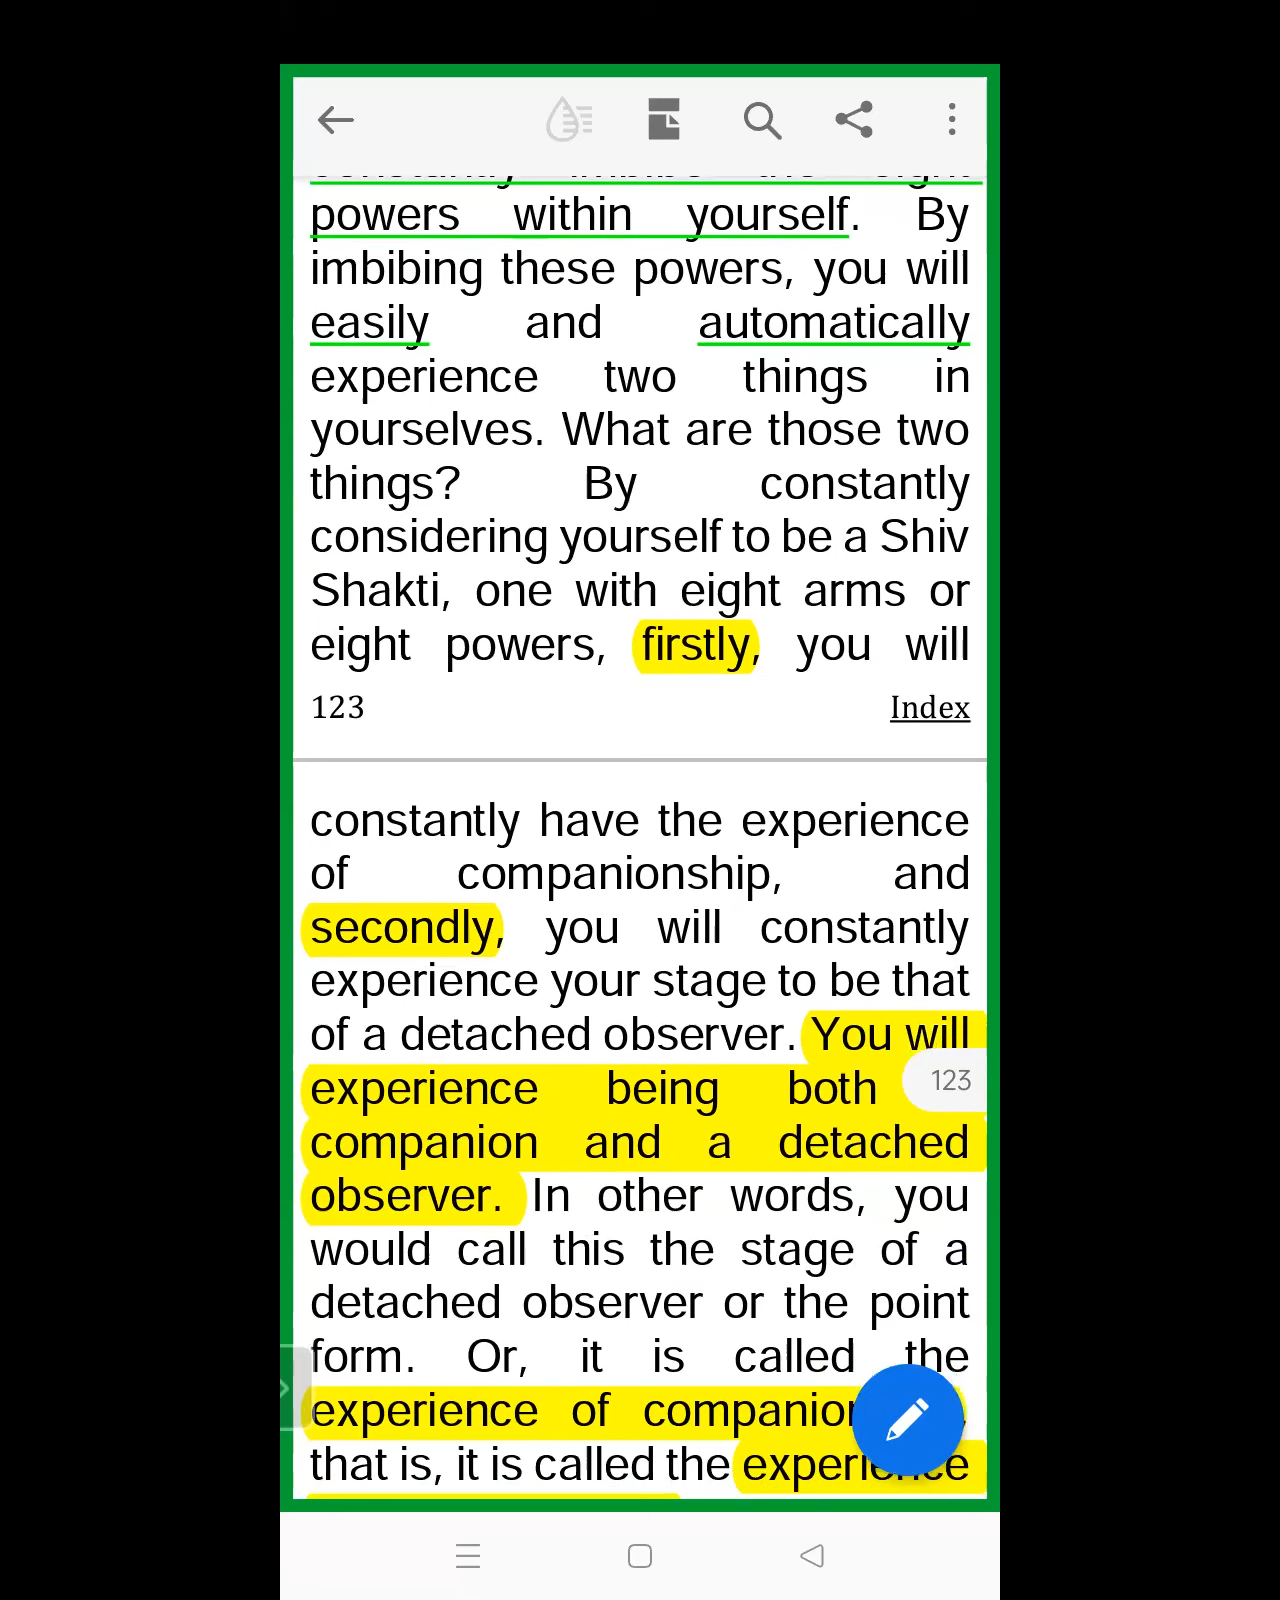 powers within yourself. By
imbibing these powers, you will
easily and automatically
experience two things in
yourselves. What are those two
things? By constantly
considering yourself to be a Shiv
Shakti, one with eight arms or
eight powers, firstly, you will
123 Index
constantly have the experience
of companionship, and
secondly, you will constantly
experience your stage to be that
of a detached observer. You will
experience being both
123
companion and a detached
observer. In other words, you
would call this the stage of a
detached observer or the point
form. Or, it is called the
experience of
that is, it is called the experience